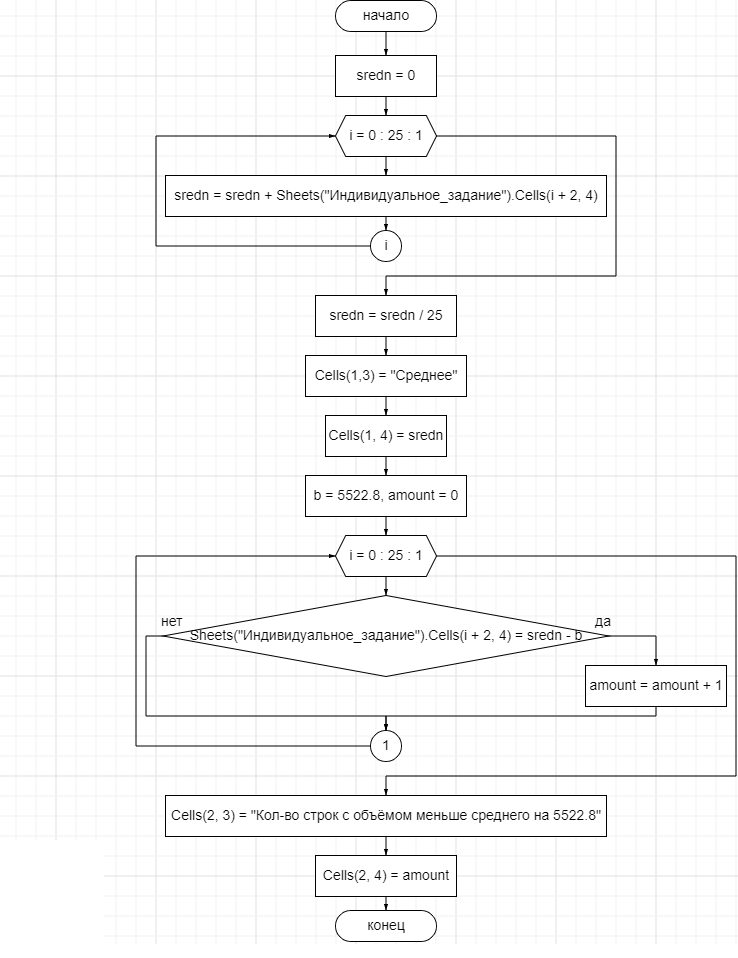 начало
sredn = 0
i = 0 : 25 : 1
sredn = sredn + Sheets("Индивидуальное_задание").Cells(i + 2, 4)
i
sredn = sredn / 25
Cells(1,3) = "Среднее"
Cells(1, 4) = sredn
b = 5522.8, amount = 0
i = 0 : 25 : 1
нет
да
Sheets("Индивидуальное_задание").Cells(i + 2, 4) = sredn - b
amount = amount + 1
1
Cells(2, 3) = "Кол-во строк с объёмом меньше среднего на 5522.8"
Cells(2, 4) = amount
конец